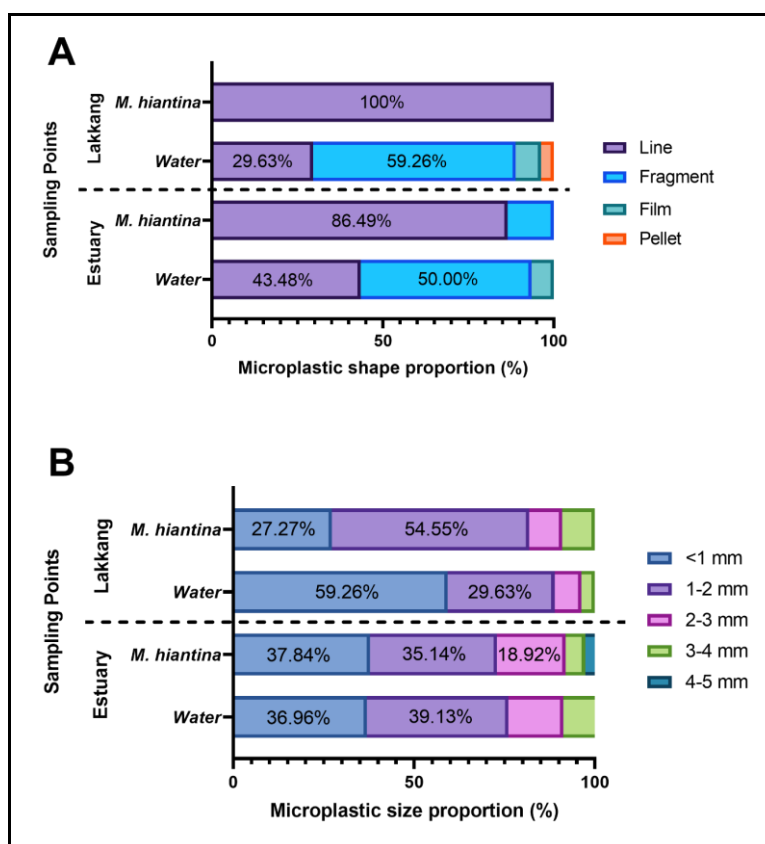 A
Sampling Points
Lakkang
Estuary
M. hiantina
100%
Water
29.63%
59.26%
M. hiantina
86.49%
Water
43.48%
50.00%
0
50
100
Microplastic shape proportion (%)
Line
Fragment
Film
Pellet
B
Sampling Points
Lakkang
Estuary
M. hiantina
27.27%
54.55%
Water
59.26%
29.63%
M. hiantina
37.84%
35.14%
18.92%
Water
36.96%
39.13%
0
50
100
Microplastic size proportion (%)
<1 mm
1-2 mm
2-3 mm
3-4 mm
4-5 mm